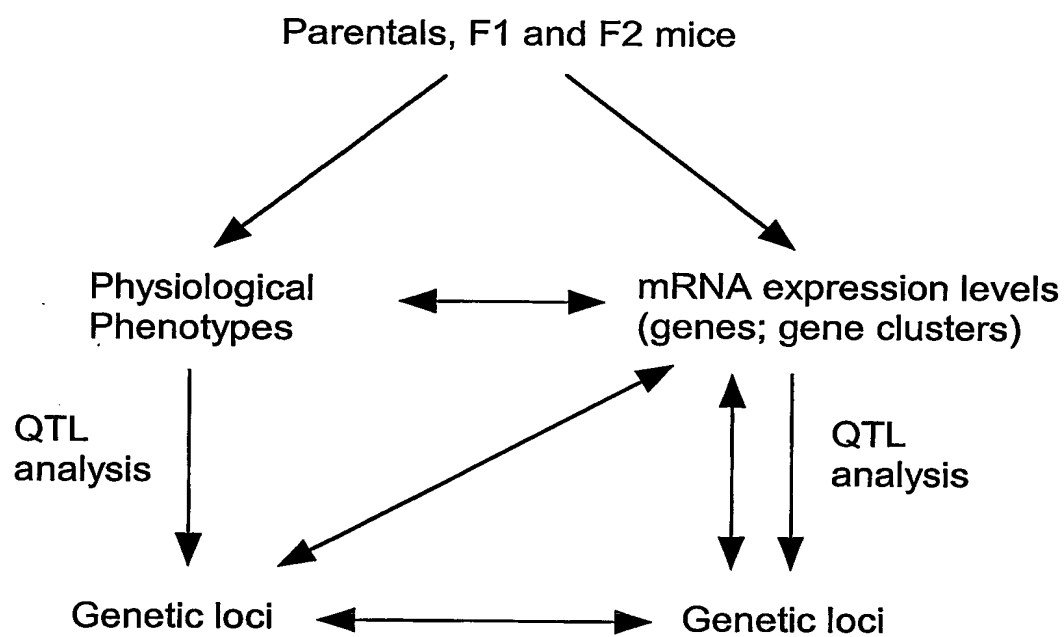 Parentals, F1 and F2 mice
Physiological
Phenotypes
mRNA expression levels
(genes; gene clusters)
QTL
analysis
QTL
analysis
Genetic loci
Genetic loci